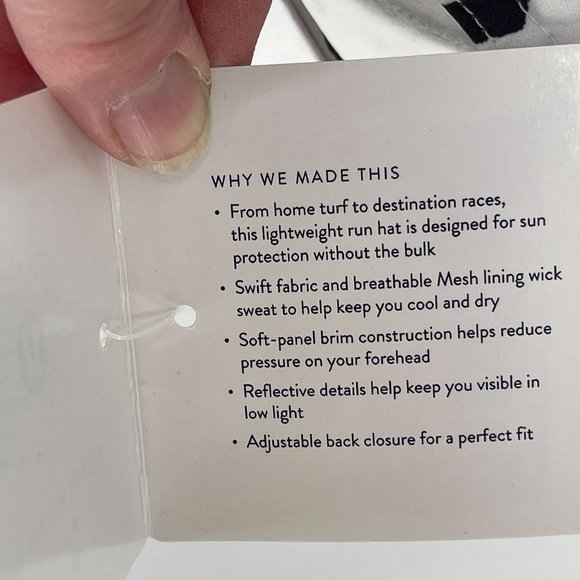 WHY WE MADE THIS
• From home turf to destination races,
this lightweight run hat is designed for sun
protection without the bulk
• Swift fabric and breathable Mesh lining wick
sweat to help keep you cool and dry
• Soft-panel brim construction helps reduce
pressure on your forehead
• Reflective details help keep you visible in
low light
• Adjustable back closure for a perfect fit